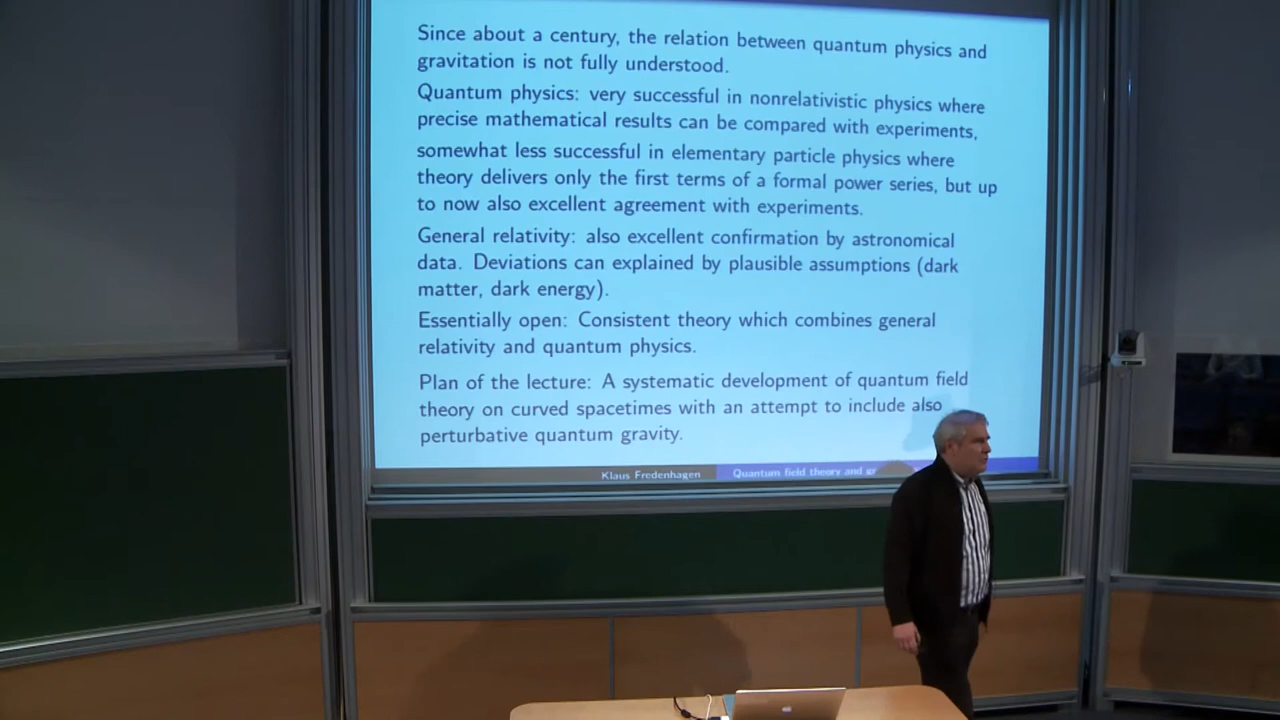 Since about a century, the relation between quantum physics and
gravitation is not fully understood.
Quantum physics: very successful in nonrelativistic physics where
precise mathematical results can be compared with experiments,
somewhat less successful in elementary particle physics where
theory delivers only the first terms of a formal power series, but up
to now also excellent agreement with experiments.
General relativity: also excellent confirmation by astronomical
data. Deviations can explained by plausible assumptions (dark
matter, dark energy).
Essentially open: Consistent theory which combines general
relativity and quantum physics.
Plan of the lecture: A systematic development of quantum field
theory on curved spacetimes with an attempt to include also
perturbative quantum gravity.
Klaus Fredenhagen
Quantum field theory and gr